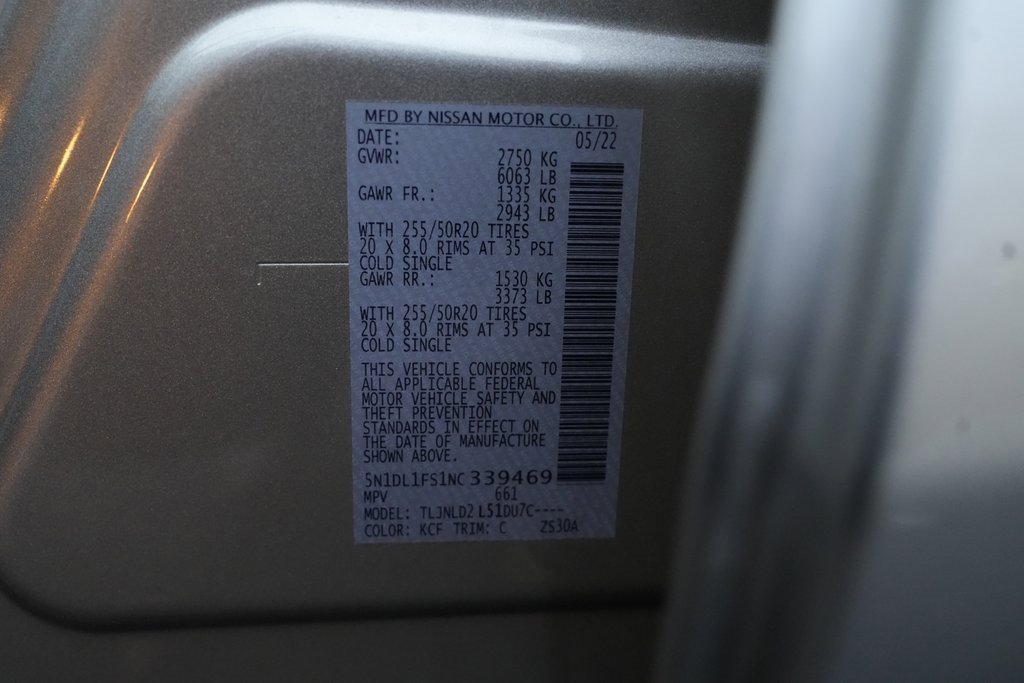 MFD BY NISSAN MOTOR CO., LTD.
DATE: 05/22
GVWR: 2750 KG
6063 LB
GAWR FR.: 1335 KG
2943 LB
WITH 255/50R20 TIRES
20 X 8.0 RIMS AT 35 PSI
COLD SINGLE
GAWR RR.: 1530 KG
3373 LB
WITH 255/50R20 TIRES
20 X 8.0 RIMS AT 35 PSI
COLD SINGLE
THIS VEHICLE CONFORMS TO
ALL APPLICABLE FEDERAL
MOTOR VEHICLE SAFETY AND
THEFT PREVENTION
STANDARDS IN EFFECT ON
THE DATE OF MANUFACTURE
SHOWN ABOVE.
5N1DL1FS1NC339469
MPV 661
MODEL: TLJNLD2 L51DU7C----
COLOR: KCF TRIM: C ZS30A